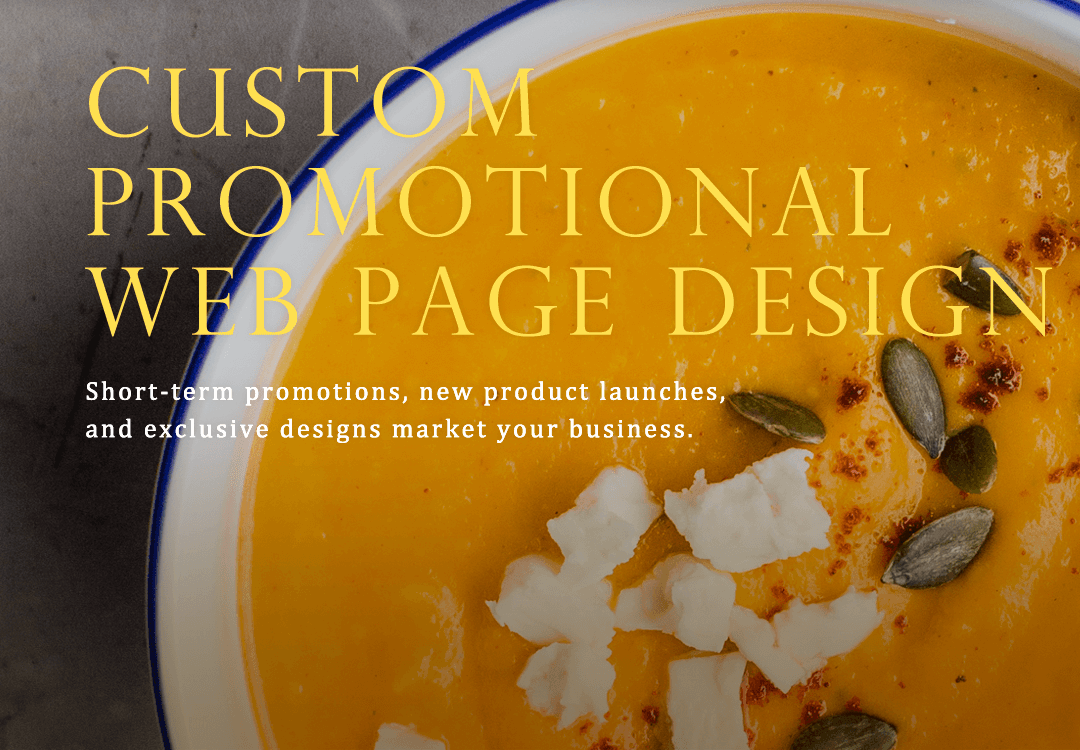 CUSTOM
PROMOTIONAL
WEB PAGE DESIGN
Short-term promotions, new product launches,
and exclusive designs market your business.